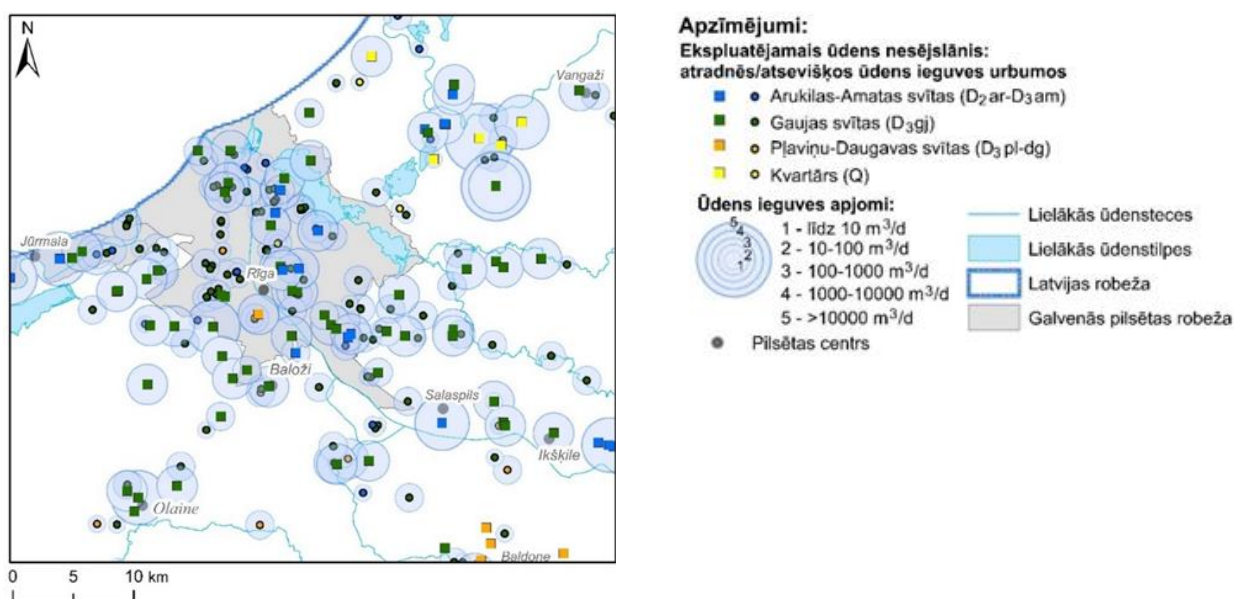 N
Vangaži
Jūrmala
Rīga
Baloži
Salaspils
Ikšķile
Olaine
Baldone
0 5 10 km
Apzīmējumi:
Ekspluatējamais ūdens nesējslānis:
atradnēs/atsevišķos ūdens ieguves urbumos
Arukilas-Amatas svītas (D2ar-D3am)
Gaujas svītas (D3gj)
Pļaviņu-Daugavas svītas (D3pl-dg)
Kvartārs (Q)
Ūdens ieguves apjomi:
5
4
3
2
1
1 - līdz 10 m³/d
2 - 10-100 m³/d
3 - 100-1000 m³/d
4 - 1000-10000 m³/d
5 - >10000 m³/d
Pilsētas centrs
Lielākās ūdensteces
Lielākās ūdenstilpes
Latvijas robeža
Galvenās pilsētas robeža